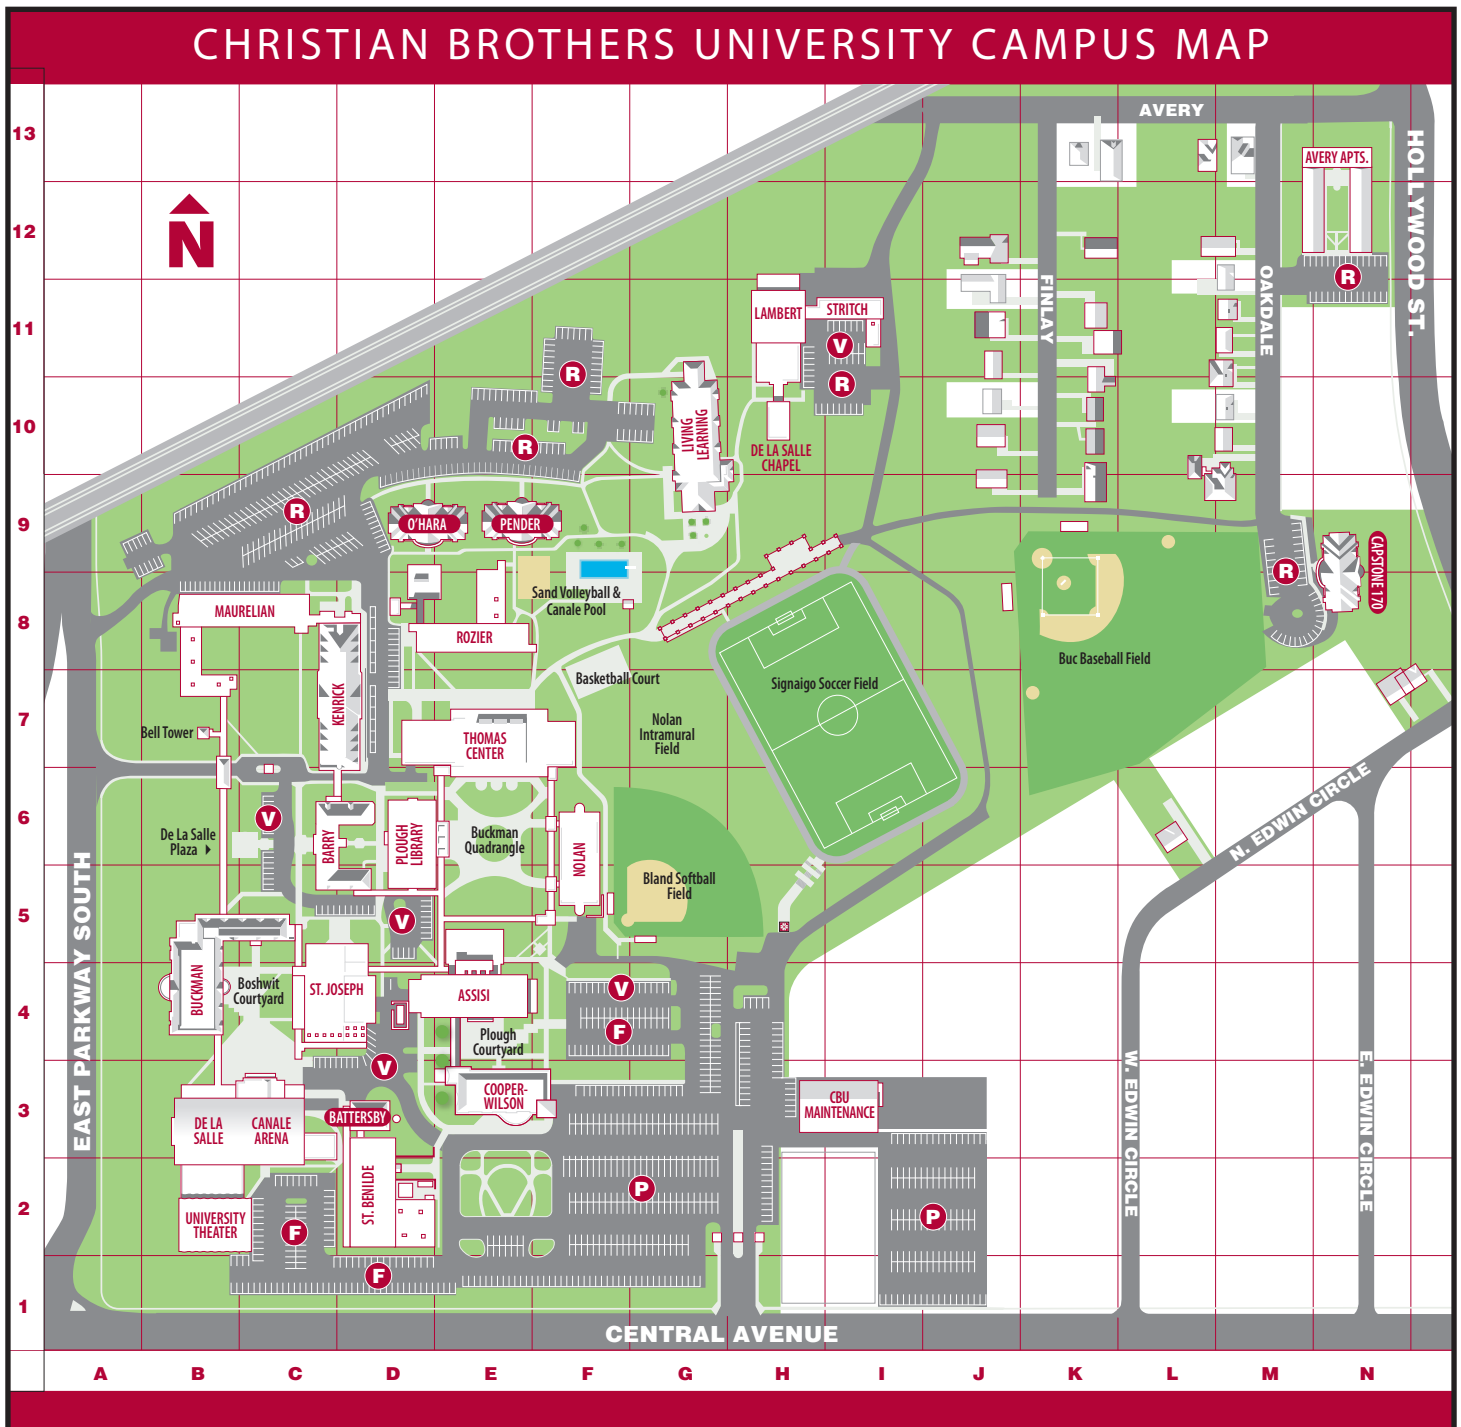 CHRISTIAN BROTHERS UNIVERSITY CAMPUS MAP
13
12
11
10
9
8
7
6
5
4
3
2
1
A B C D E F G H I J K L M N
N
AVERY
HOLLYWOOD ST.
AVERY APTS.
R
FINLAY
OAKDALE
LAMBERT
STRITCH
V
R
DE LA SALLE
CHAPEL
R
LIVING
LEARNING
R
R
O'HARA
PENDER
Sand Volleyball &
Canale Pool
CAPSTONE 170
R
Buc Baseball Field
MAURELIAN
ROZIER
KENRICK
Basketball Court
Signaigo Soccer Field
Nolan
Intramural
Field
Bell Tower
THOMAS
CENTER
N. EDWIN CIRCLE
V
De La Salle
Plaza
BARRY
PLOUGH
LIBRARY
Buckman
Quadrangle
NOLAN
Bland Softball
Field
V
EAST PARKWAY SOUTH
BUCKMAN
Boshwit
Courtyard
ST. JOSEPH
ASSISI
V
F
Plough
Courtyard
V
COOPER-
WILSON
CBU
MAINTENANCE
W. EDWIN CIRCLE
E. EDWIN CIRCLE
DE LA
SALLE
CANALE
ARENA
BATTERSBY
ST. BENILDE
P
P
UNIVERSITY
THEATER
F
F
CENTRAL AVENUE